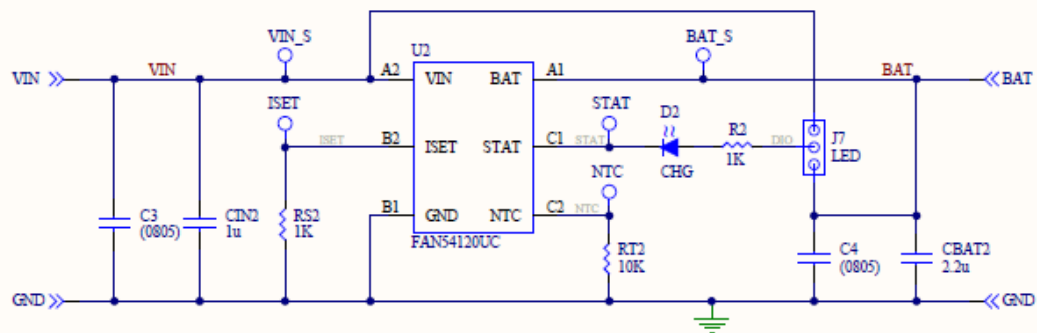 VIN_S
U2
BAT_S
VIN
VIN
A2
VIN
BAT
A1
BAT
BAT
ISET
STAT
D2
R2
J7
LED
ISET
B2
ISET
STAT
C1
STAT
CHG
1K
DIO
NTC
C3
(0805)
CIN2
1u
RS2
1K
B1
GND
NTC
C2
NTC
FAN54120UC
RT2
10K
C4
(0805)
CBAT2
2.2u
GND
GND